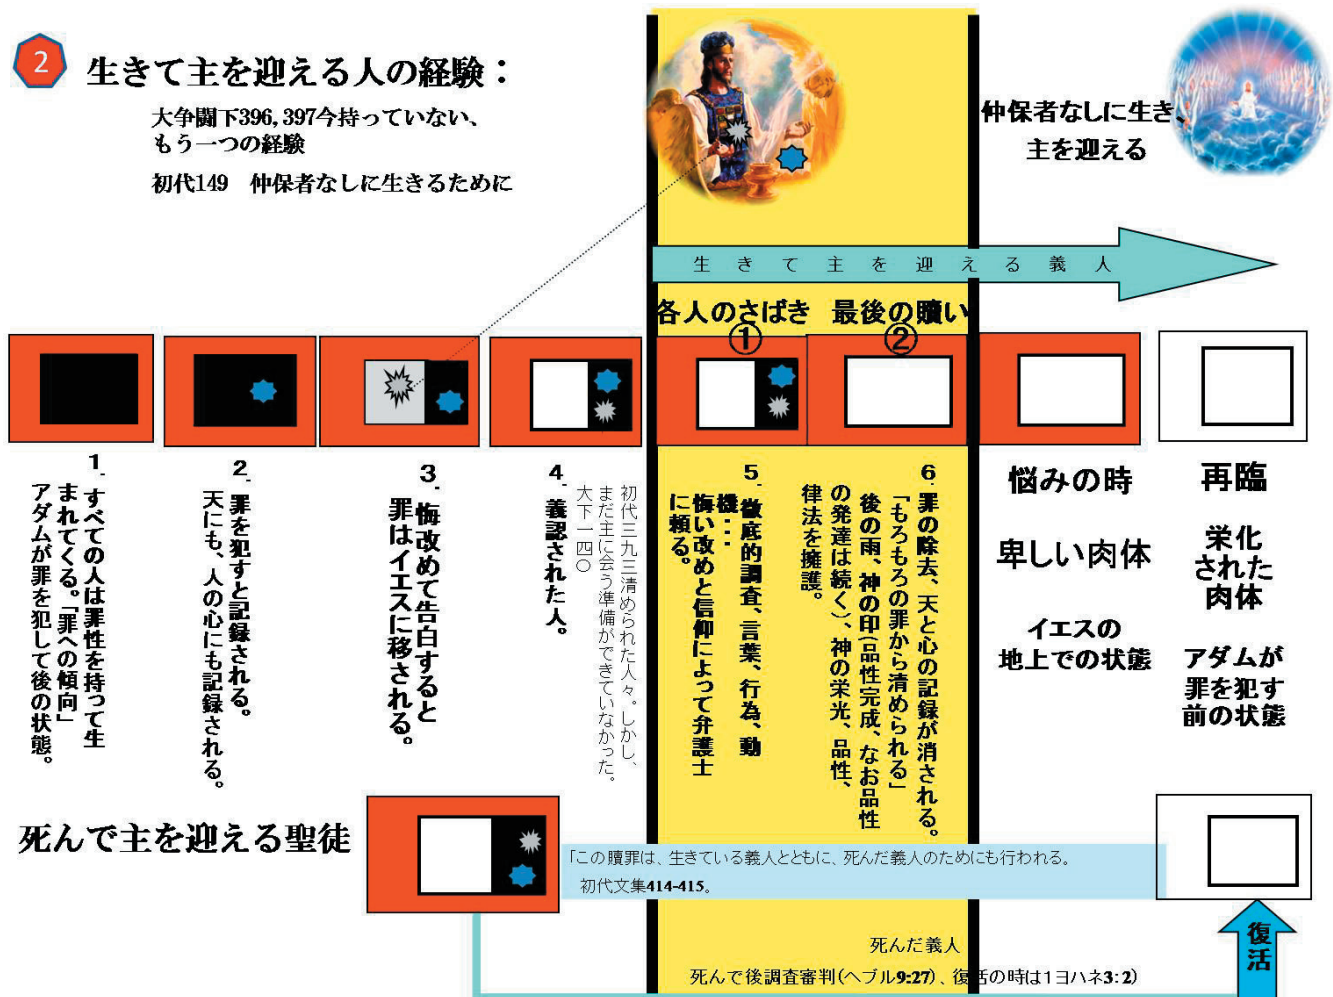 2
生きて主を迎える人の経験：
大争闘下396,397今持っていない、
もう一つの経験
初代149　仲保者なしに生きるために
仲保者なしに生き、
主を迎える
生きて主を迎える義人
各人のさばき
①
最後の贖い
②
1．すべての人は罪性を持って生
まれてくる。「罪への傾向」
アダムが罪を犯して後の状態。
2．罪を犯すと記録される。
天にも、人の心にも記録される。
3．悔改めて告白すると
罪はイエスに移される。
4．義認された人。
初代三九三清められた人々。しかし、
まだ主に会う準備ができていなかった。
大下一四〇
5．徹底的調査、言葉、行為、動
機・・・
悔い改めと信仰によって弁護士
に頼る。
6．罪の除去、天と心の記録が消される。
「もろもろの罪から清められる」
後の雨、神の印(品性完成、なお品性
の発達は続く)、神の栄光、品性、
律法を擁護。
悩みの時
卑しい肉体
イエスの
地上での状態
再臨
栄化
された
肉体
アダムが
罪を犯す
前の状態
死んで主を迎える聖徒
「この贖罪は、生きている義人とともに、死んだ義人のためにも行われる。
初代文集414-415。
復活
死んだ義人
死んで後調査審判(ヘブル9:27)、復活の時は1ヨハネ3:2)